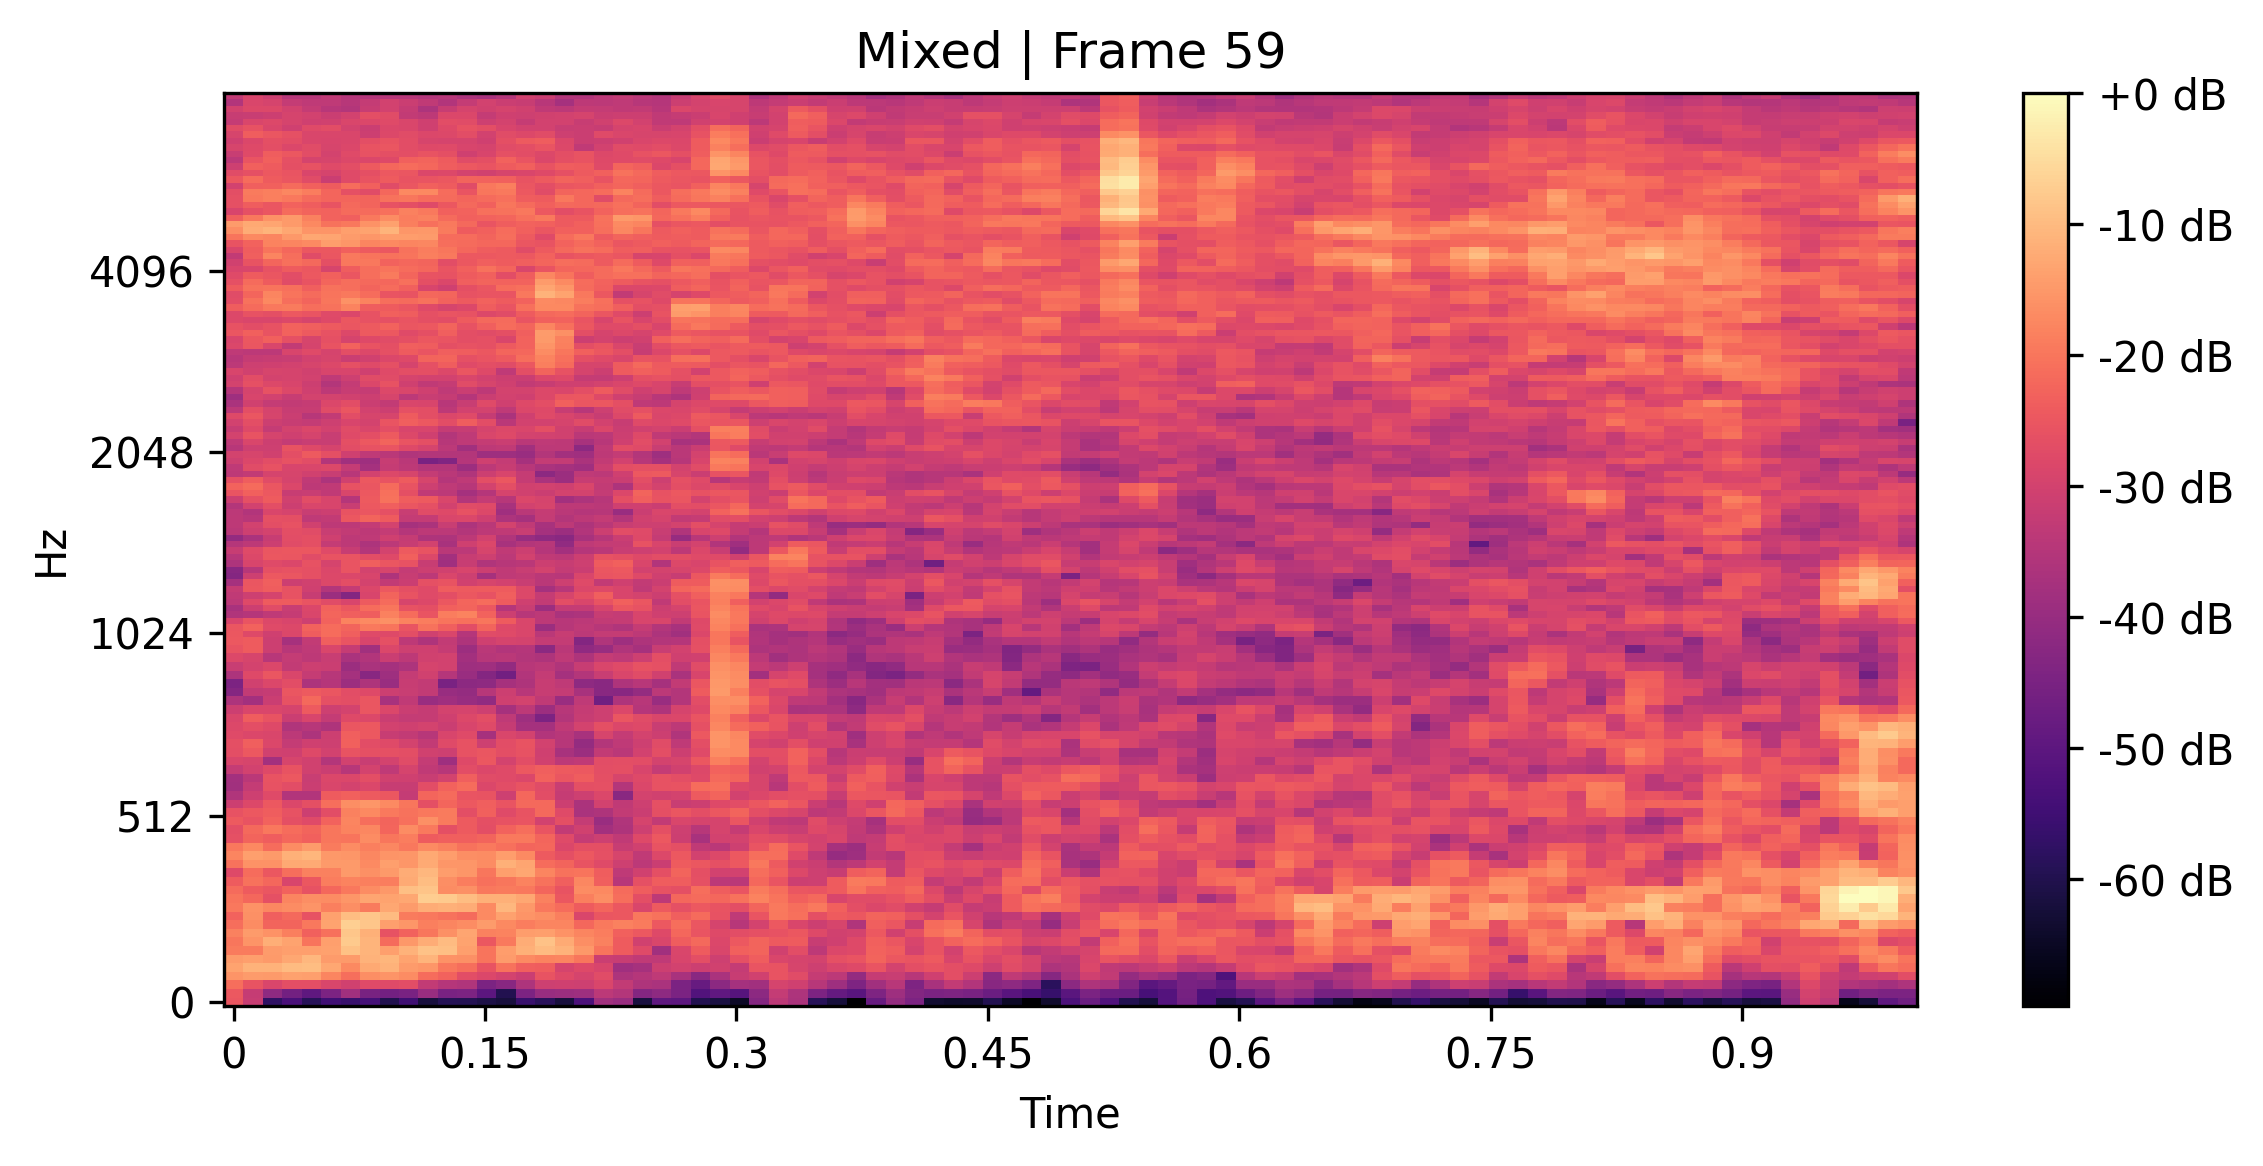 Mixed | Frame 59
+0 dB
-10 dB
-20 dB
-30 dB
-40 dB
-50 dB
-60 dB
4096
2048
1024
512
0
Hz
0 0.15 0.3 0.45 0.6 0.75 0.9
Time